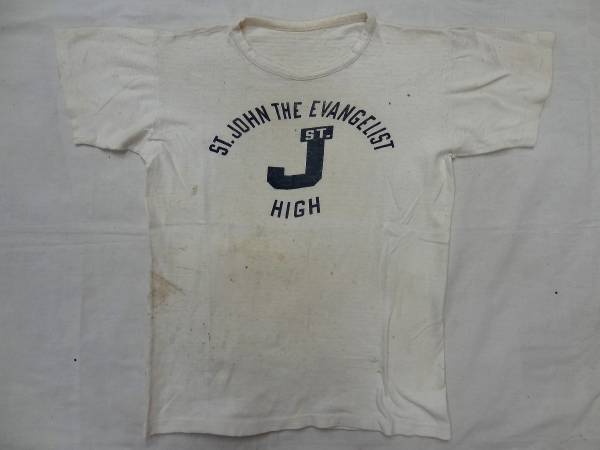 ST. JOHN THE EVANGELIST
ST.
J
HIGH